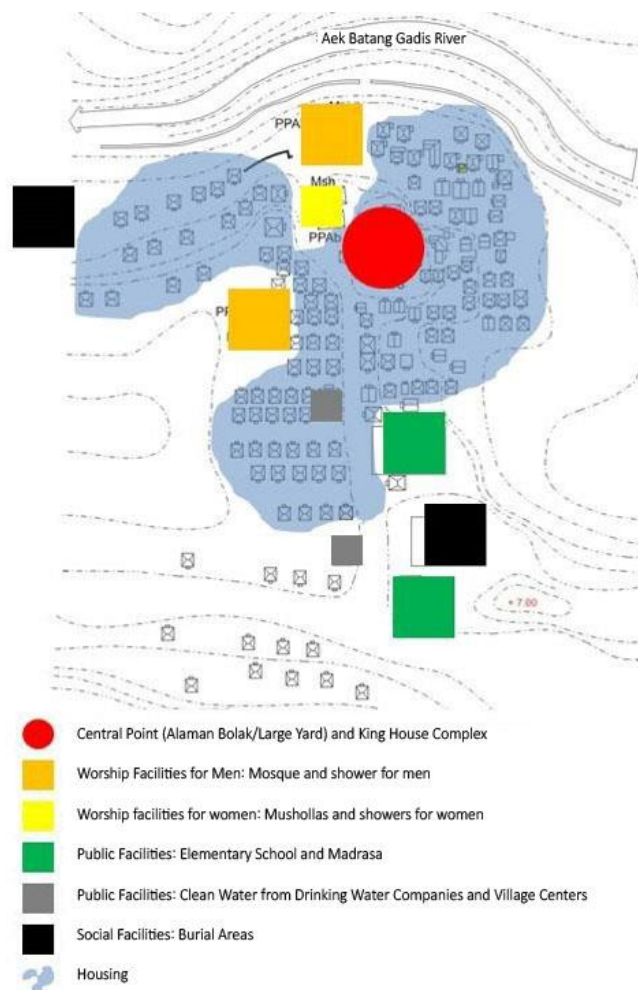 Aek Batang Gadis River
PPA
Msh
PPAb
+ 7.00
Central Point (Alaman Bolak/Large Yard) and King House Complex
Worship Facilities for Men: Mosque and shower for men
Worship facilities for women: Mushollas and showers for women
Public Facilities: Elementary School and Madrasa
Public Facilities: Clean Water from Drinking Water Companies and Village Centers
Social Facilities: Burial Areas
Housing